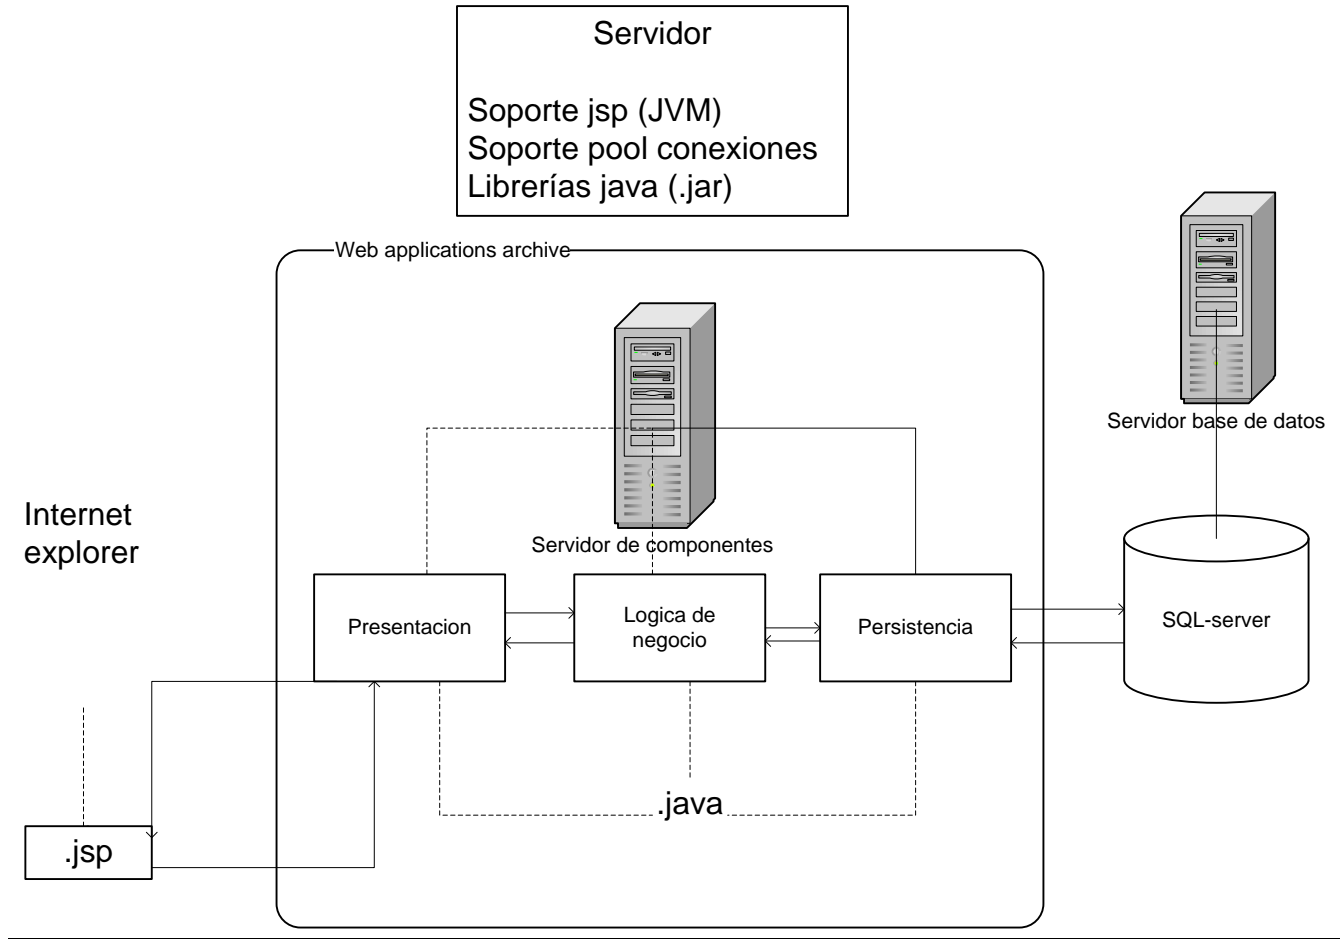 Servidor
Soporte jsp (JVM)
Soporte pool conexiones
Librerías java (.jar)
Web applications archive
Servidor base de datos
Internet
explorer
Servidor de componentes
Presentacion
Logica de
negocio
Persistencia
SQL-server
.java
.jsp